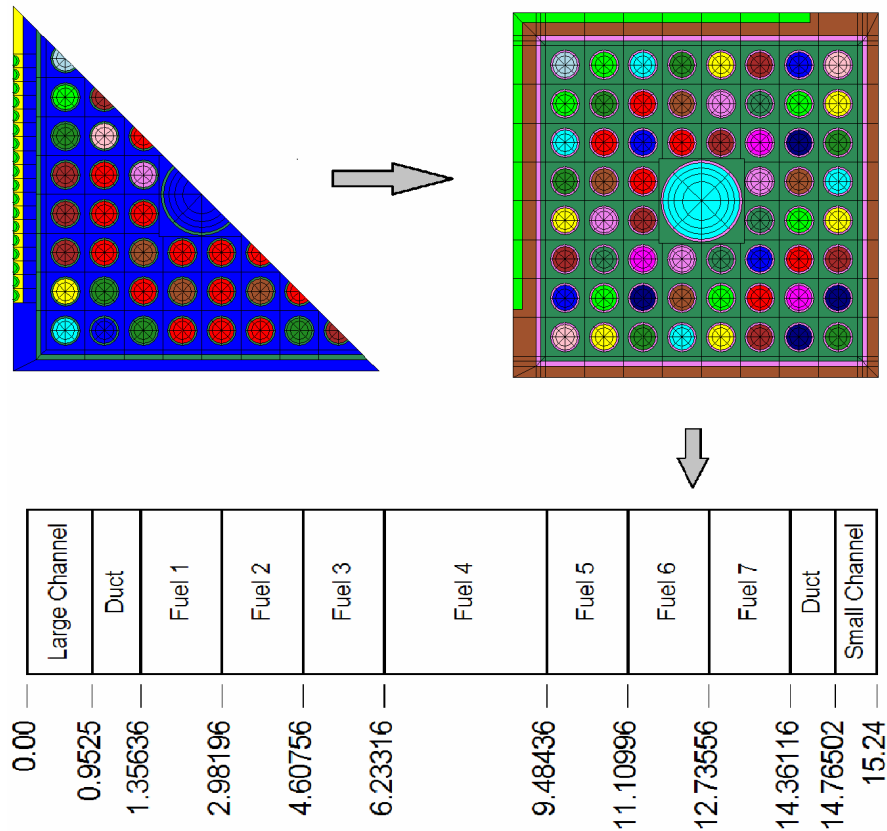 Large Channel
Duct
Fuel 1
Fuel 2
Fuel 3
Fuel 4
Fuel 5
Fuel 6
Fuel 7
Duct
Small Channel
0.00
0.9525
1.35636
2.98196
4.60756
6.23316
9.48436
11.10996
12.73556
14.36116
14.76502
15.24